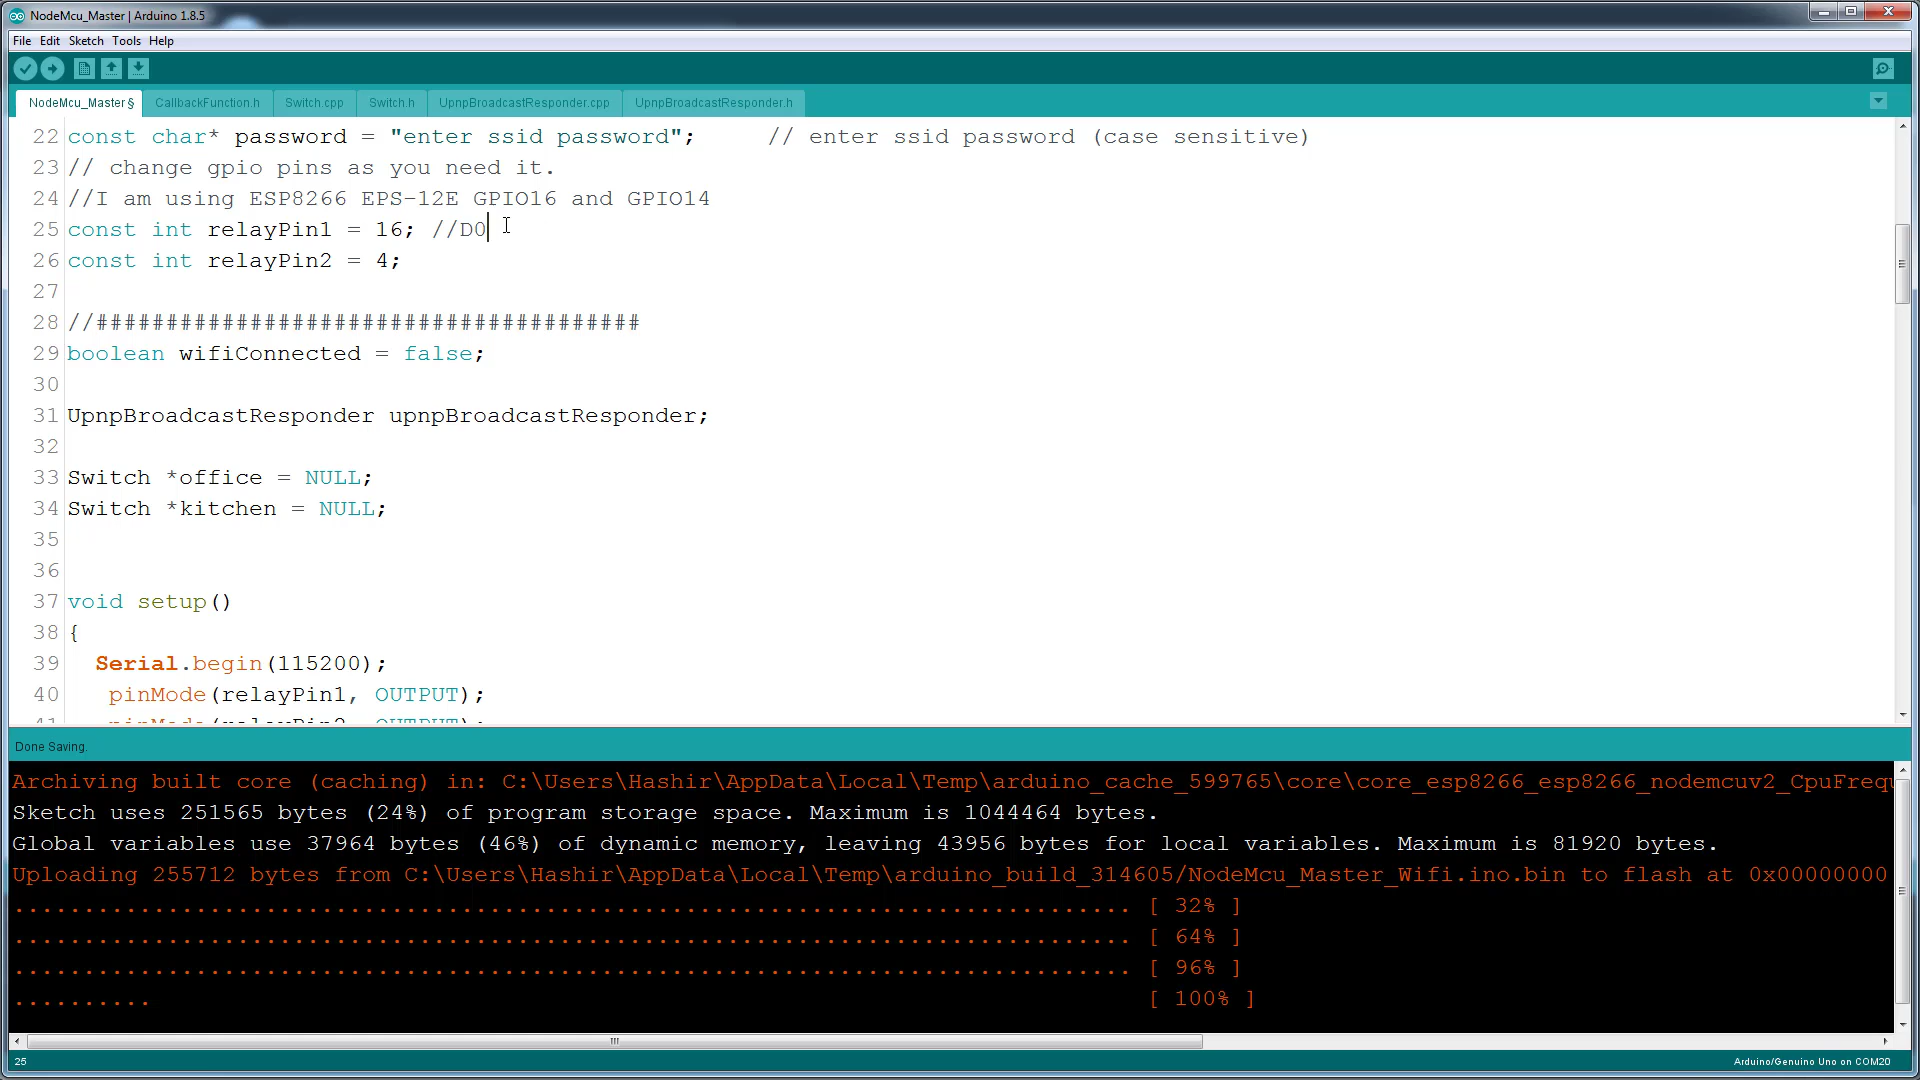 NodeMcu_Master | Arduino 1.8.5
File Edit Sketch Tools Help
NodeMcu_Master § CallbackFunction.h Switch.cpp Switch.h UpnpBroadcastResponder.cpp UpnpBroadcastResponder.h
22 const char* password = "enter ssid password"; // enter ssid password (case sensitive)
23 // change gpio pins as you need it.
24 //I am using ESP8266 EPS-12E GPIO16 and GPIO14
25 const int relayPin1 = 16; //D0
26 const int relayPin2 = 4;
27
28 //#######################################
29 boolean wifiConnected = false;
30
31 UpnpBroadcastResponder upnpBroadcastResponder;
32
33 Switch *office = NULL;
34 Switch *kitchen = NULL;
35
36
37 void setup()
38 {
39 Serial.begin(115200);
40 pinMode(relayPin1, OUTPUT);
41 pinMode(relayPin2, OUTPUT);
Done Saving.
Archiving built core (caching) in: C:\Users\Hashir\AppData\Local\Temp\arduino_cache_599765\core\core_esp8266_esp8266_nodemcuv2_CpuFrequ
Sketch uses 251565 bytes (24%) of program storage space. Maximum is 1044464 bytes.
Global variables use 37964 bytes (46%) of dynamic memory, leaving 43956 bytes for local variables. Maximum is 81920 bytes.
Uploading 255712 bytes from C:\Users\Hashir\AppData\Local\Temp\arduino_build_314605/NodeMcu_Master_Wifi.ino.bin to flash at 0x00000000
................................................................................ [ 32% ]
................................................................................ [ 64% ]
................................................................................ [ 96% ]
.......... [ 100% ]
25 Arduino/Genuino Uno on COM20